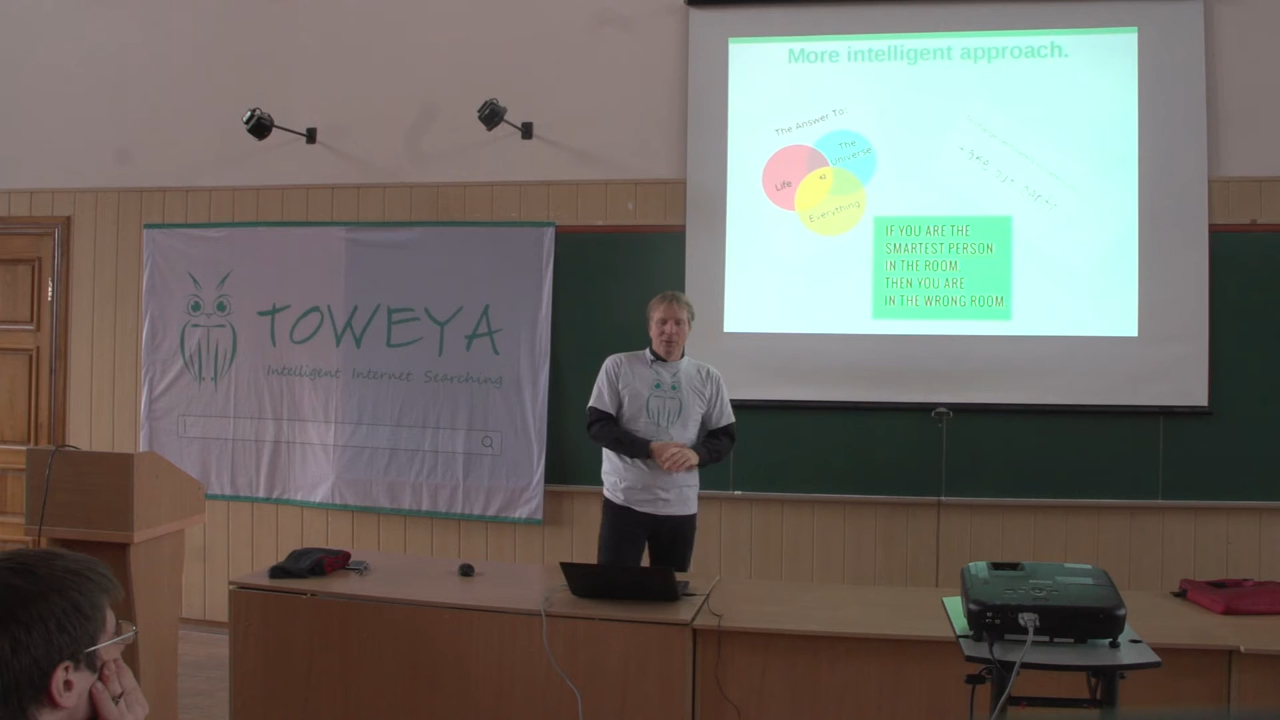 More intelligent approach.
The Answer To:
The
Universe
Life
42
Everything
IF YOU ARE THE
SMARTEST PERSON
IN THE ROOM,
THEN YOU ARE
IN THE WRONG ROOM
TOWEYA
Intelligent Internet Searching